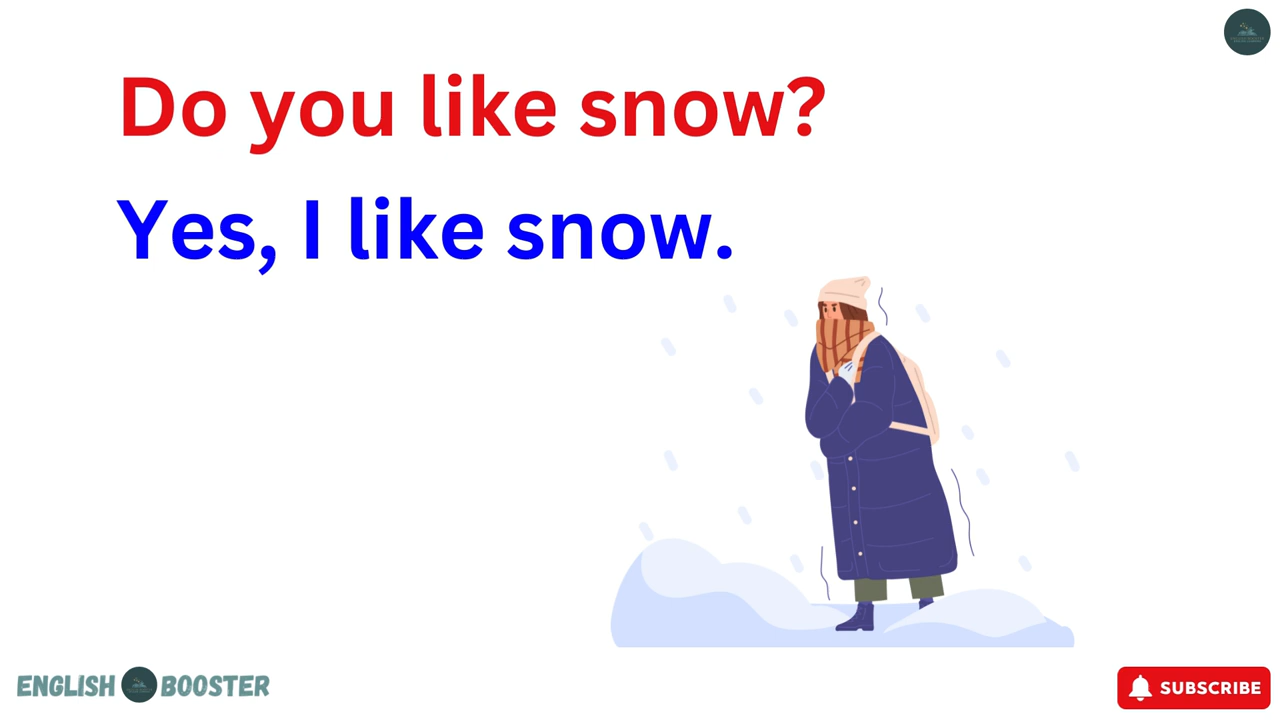 Do you like snow?
Yes, I like snow.
ENGLISH BOOSTER
SUBSCRIBE